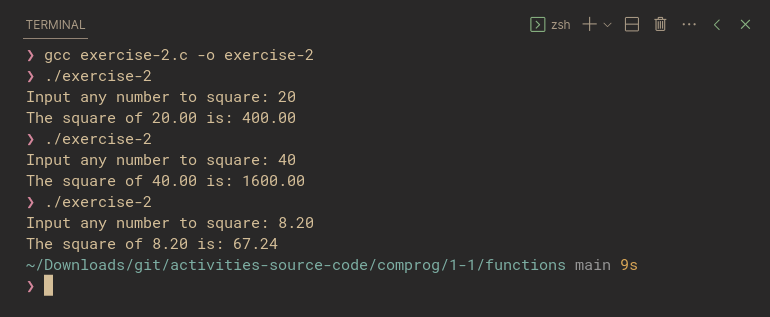 TERMINAL zsh
❯ gcc exercise-2.c -o exercise-2
❯ ./exercise-2
Input any number to square: 20
The square of 20.00 is: 400.00
❯ ./exercise-2
Input any number to square: 40
The square of 40.00 is: 1600.00
❯ ./exercise-2
Input any number to square: 8.20
The square of 8.20 is: 67.24
~/Downloads/git/activities-source-code/comprog/1-1/functions main 9s
❯